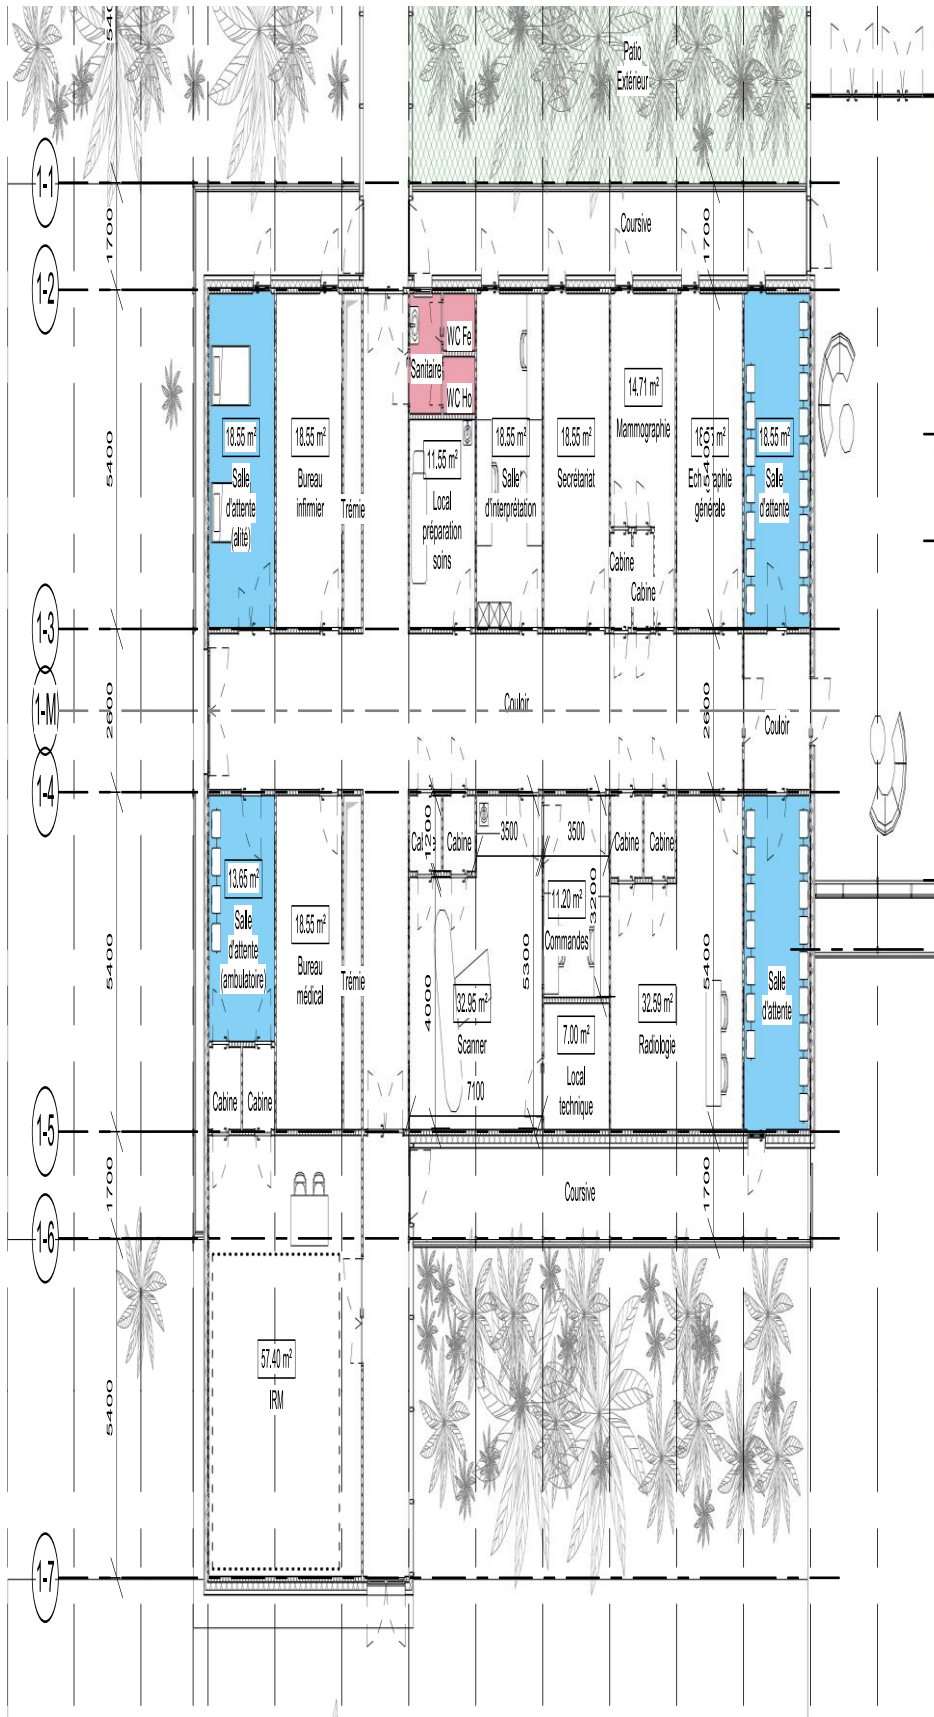 5400
Patio
Extérieur
1-1
1700
Coursive
1700
1-2
WC Fe
Sanitaire
WC Ho
14.71 m²
Mammographie
18.55 m²
Salle
d'attente
(alité)
18.55 m²
Bureau
infirmier
Trémie
11.55 m²
Local
préparation
soins
18.55 m²
Salle
d'interprétation
18.55 m²
Secrétariat
générale
18.55 m²
Salle
d'attente
5400
5400
Cabine
Cabine
1-3
Couloir
1-M
2600
2600
Couloir
1-4
1200
Cabine
3500
3500
Cabine
Cabine
13.65 m²
Salle
d'attente
(ambulatoire)
18.55 m²
Bureau
médical
Trémie
11.20 m²
Commandes
3200
5400
5300
5400
4000
32.95 m²
Scanner
7100
7.00 m²
Local
technique
32.59 m²
Radiologie
Salle
d'attente
Cabine
Cabine
1-5
1700
Coursive
1700
1-6
57.40 m²
IRM
5400
1-7